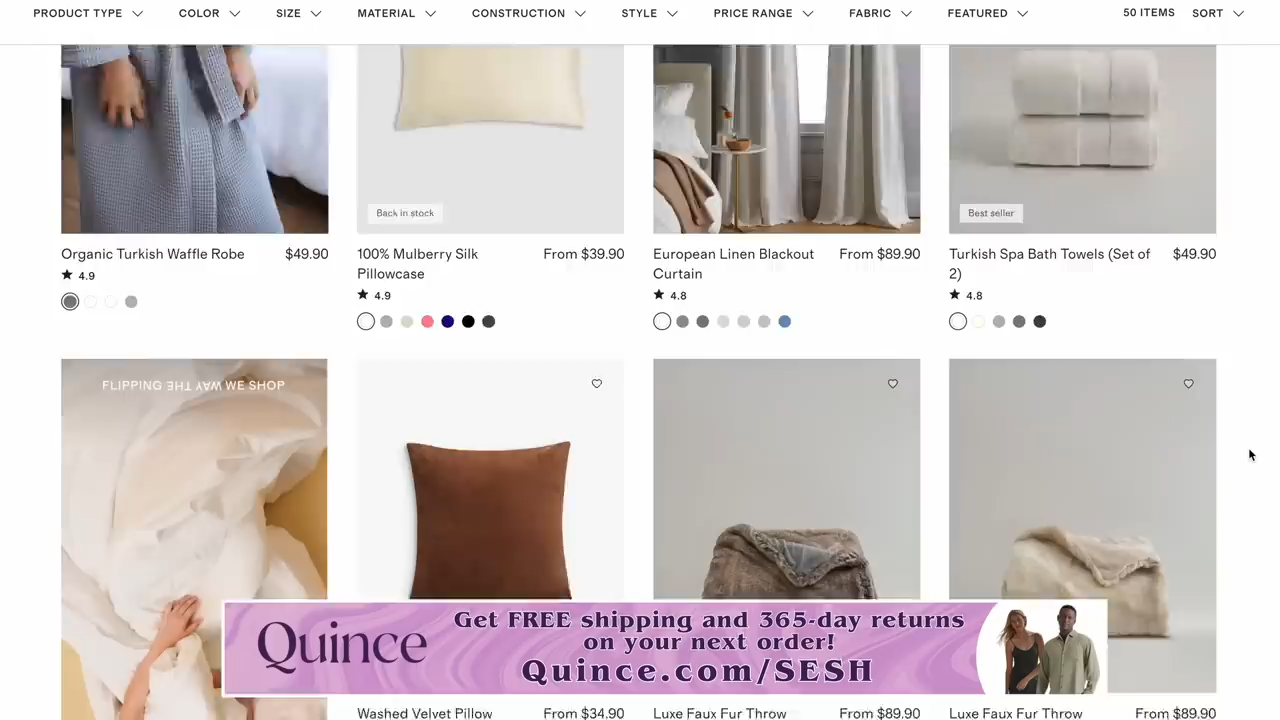 PRODUCT TYPE COLOR SIZE MATERIAL CONSTRUCTION STYLE PRICE RANGE FABRIC FEATURED 50 ITEMS SORT
Back in stock
Best seller
Organic Turkish Waffle Robe $49.90
4.9
100% Mulberry Silk From $39.90
Pillowcase
4.9
European Linen Blackout From $89.90
Curtain
4.8
Turkish Spa Bath Towels (Set of $49.90
2)
4.8
FLIPPING THE WAY WE SHOP
Quince
Get FREE shipping and 365-day returns
on your next order!
Quince.com/SESH
Washed Velvet Pillow From $34.90
Luxe Faux Fur Throw From $89.90
Luxe Faux Fur Throw From $89.90